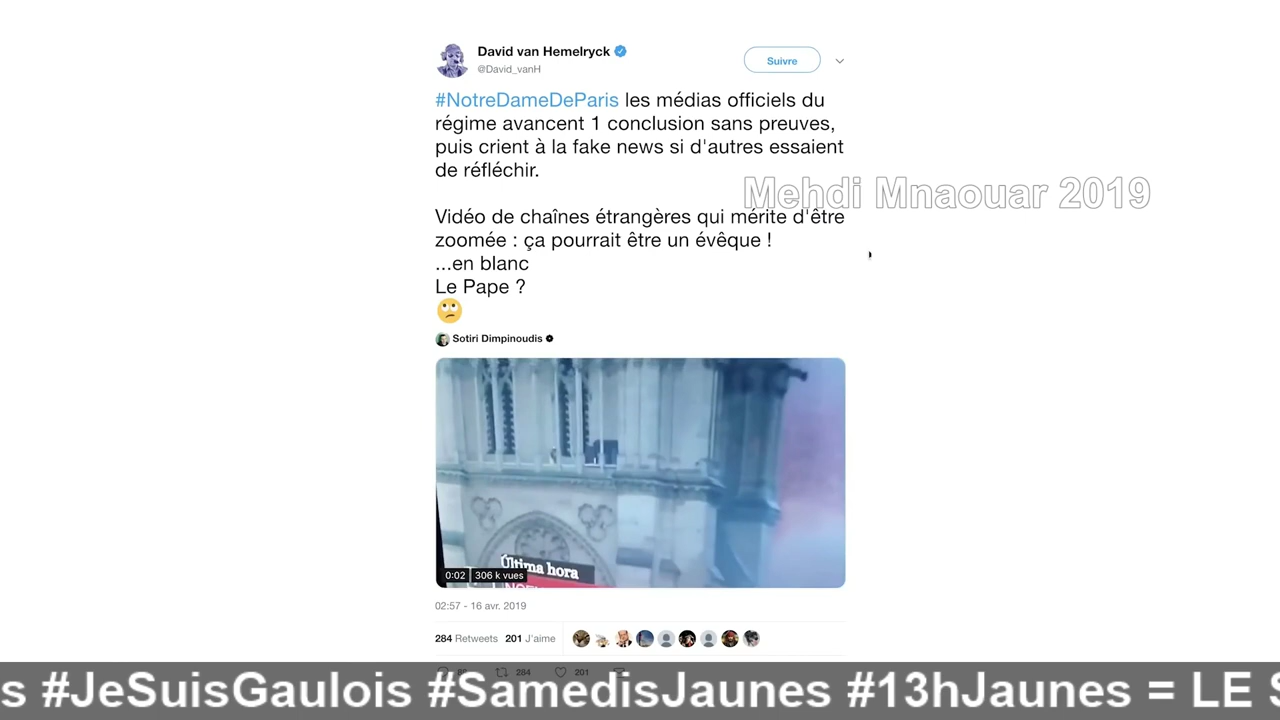 David van Hemelryck
@David_vanH
Suivre
#NotreDameDeParis les médias officiels du
régime avancent 1 conclusion sans preuves,
puis crient à la fake news si d'autres essaient
de réfléchir.
Mehdi Mnaouar 2019
Vidéo de chaînes étrangères qui mérite d'être
zoomée : ça pourrait être un évêque !
...en blanc
Le Pape ?
Sotiri Dimpinoudis
Última hora
0:02 306 k vues
02:57 - 16 avr. 2019
284 Retweets 201 J'aime
284 201
s #JeSuisGaulois #SamedisJaunes #13hJaunes = LE S